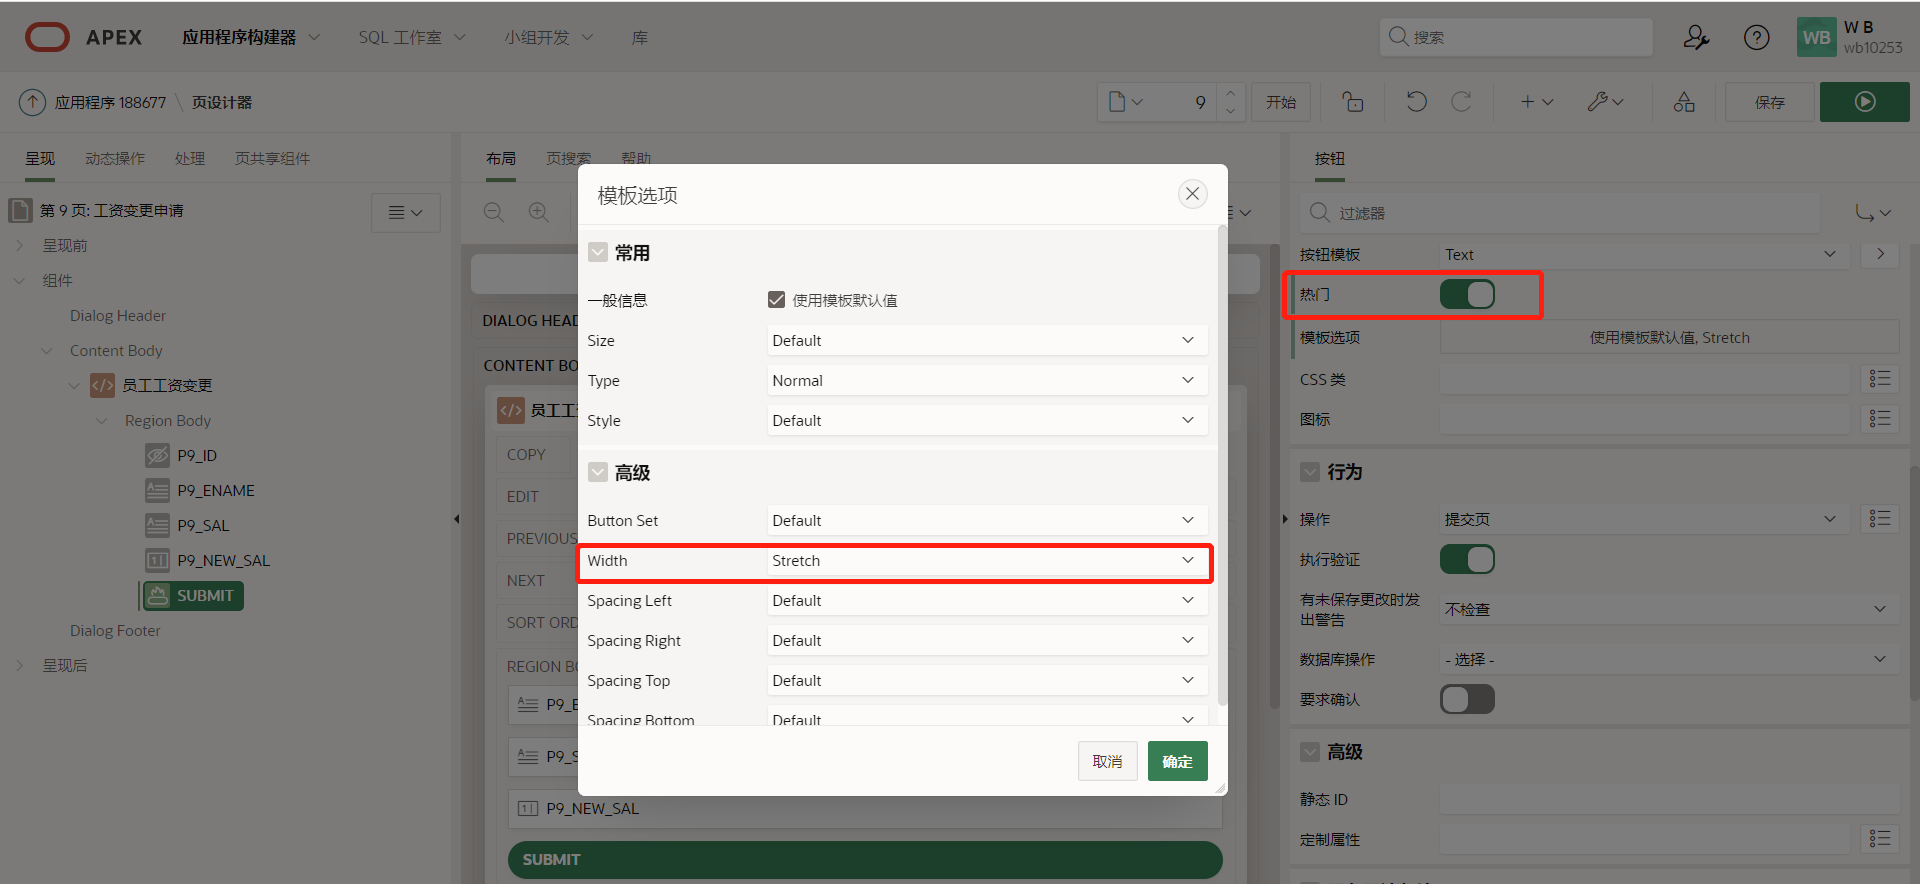 APEX
应用程序构建器
SQL 工作室
小组开发
库
搜索
WB
W B
wb10253
应用程序 188677 \ 页设计器
9
开始
保存
呈现
动态操作
处理
页共享组件
第 9 页: 工资变更申请
呈现前
组件
Dialog Header
Content Body
</> 员工工资变更
Region Body
P9_ID
P9_ENAME
P9_SAL
P9_NEW_SAL
SUBMIT
Dialog Footer
呈现后
布局
页搜索
帮助
DIALOG HEAD
CONTENT BO
</> 员工工
COPY
EDIT
PREVIOUS
NEXT
SORT ORD
REGION BO
P9_E
P9_S
P9_NEW_SAL
SUBMIT
模板选项
常用
一般信息
使用模板默认值
Size
Default
Type
Normal
Style
Default
高级
Button Set
Default
Width
Stretch
Spacing Left
Default
Spacing Right
Default
Spacing Top
Default
Spacing Bottom
Default
取消
确定
按钮
过滤器
按钮模板
Text
热门
模板选项
使用模板默认值, Stretch
CSS 类
图标
行为
操作
提交页
执行验证
有未保存更改时发
出警告
不检查
数据库操作
- 选择 -
要求确认
高级
静态 ID
定制属性